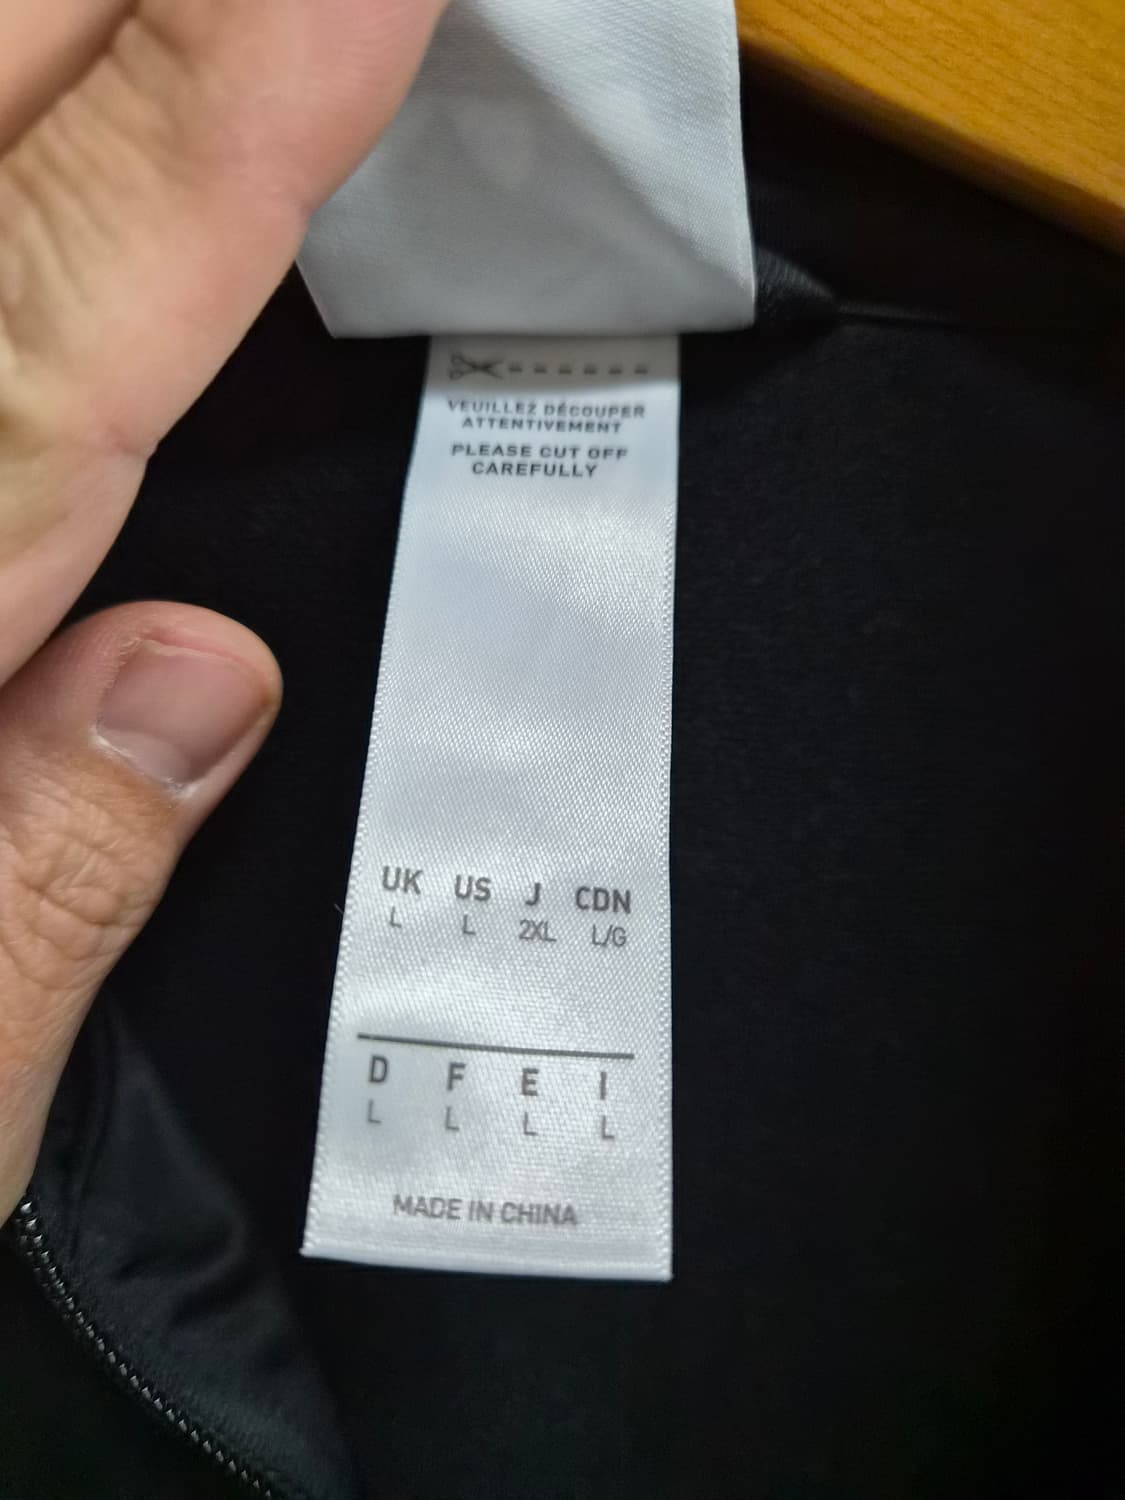 VEUILLEZ DÉCOUPER
ATTENTIVEMENT
PLEASE CUT OFF
CAREFULLY
UK US J CDN
L L 2XL L/G
D F E I
L L L L
MADE IN CHINA